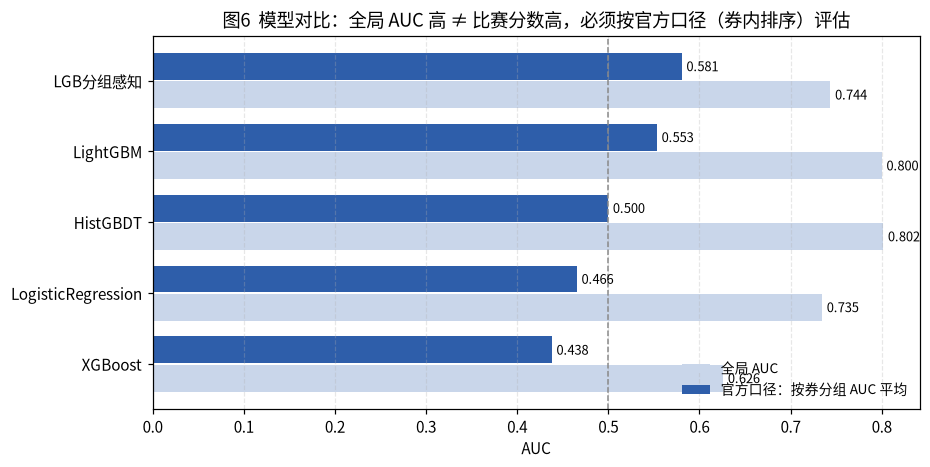 图6 模型对比：全局 AUC 高 ≠ 比赛分数高，必须按官方口径（券内排序）评估
LGB分组感知
0.581
0.744
LightGBM
0.553
0.800
HistGBDT
0.500
0.802
LogisticRegression
0.466
0.735
XGBoost
0.438
0.626
全局 AUC
官方口径：按券分组 AUC 平均
0.0 0.1 0.2 0.3 0.4 0.5 0.6 0.7 0.8
AUC